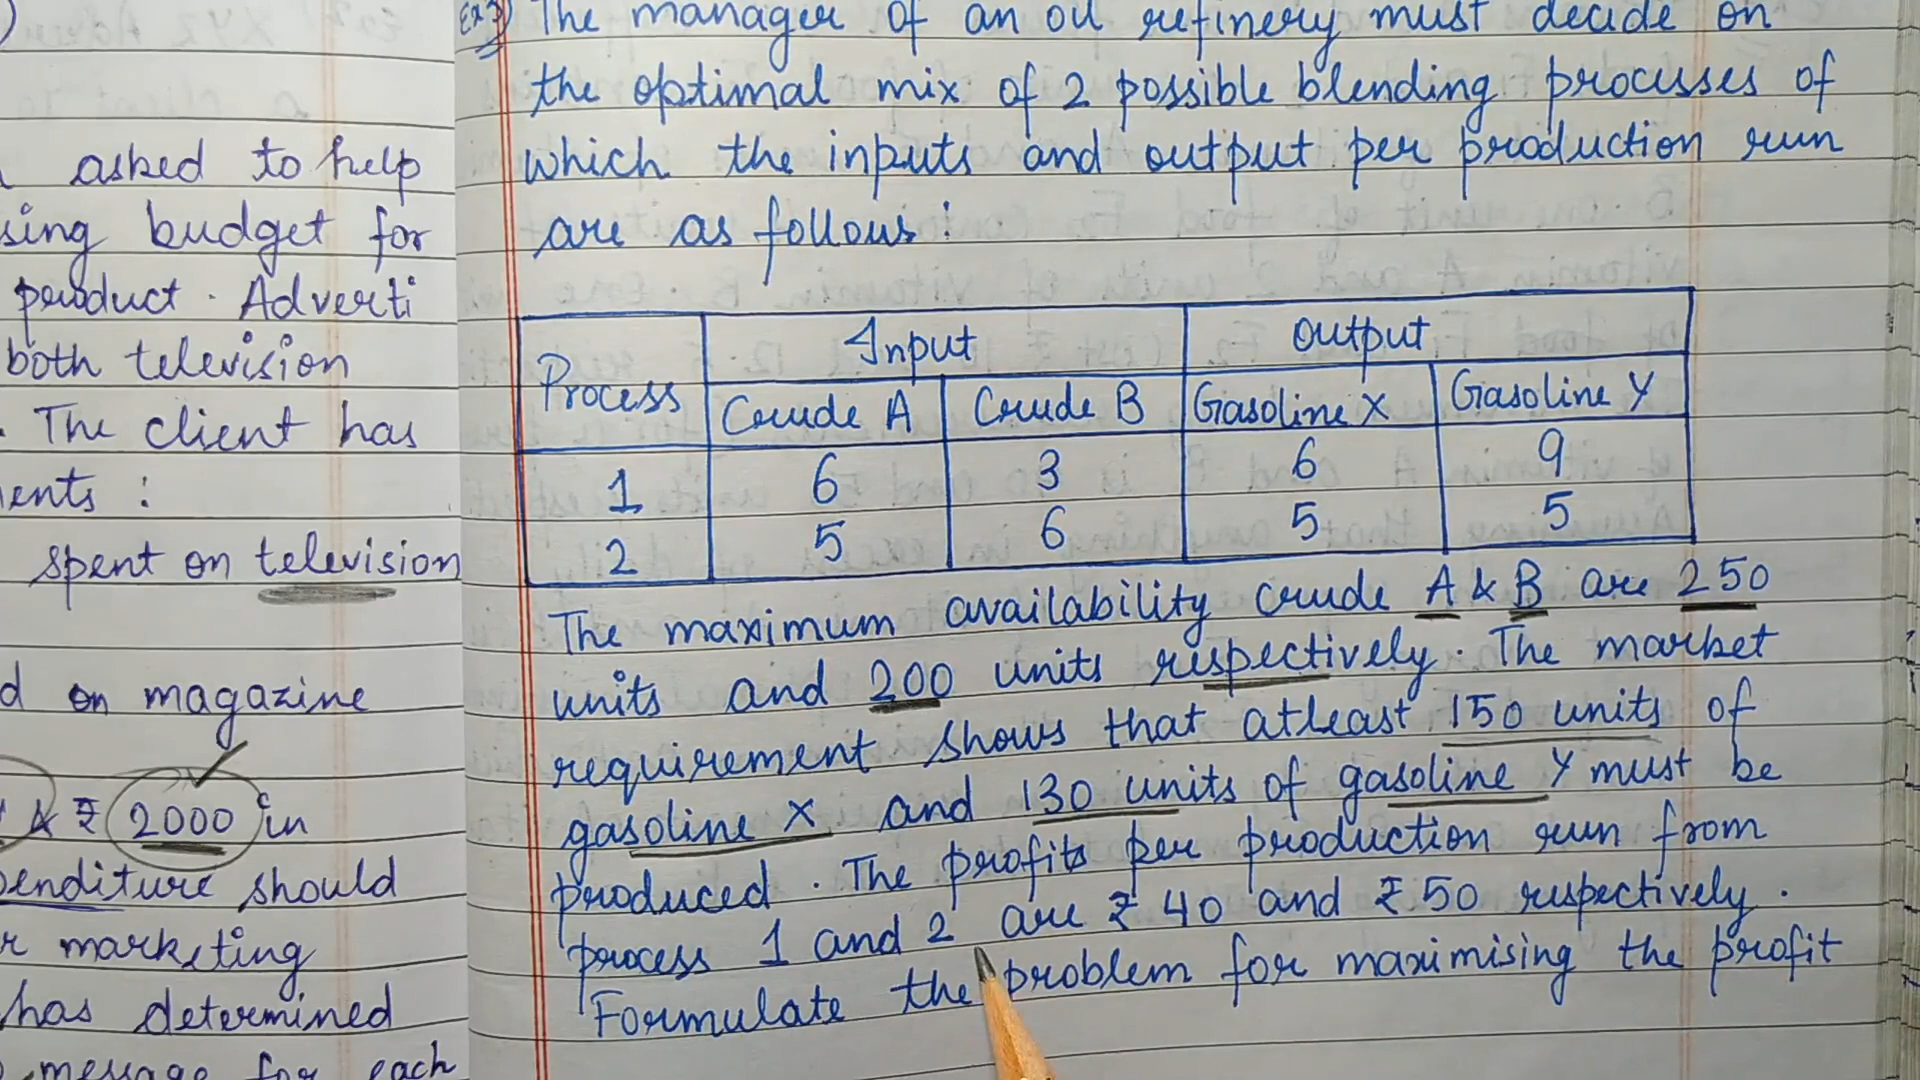 )
asked to help
sing budget for
product. Adverti
both television
. The client has
ents :
spent on television
d on magazine
& ₹ 2000 in
enditure should
r marketing
has determined
message for each
Ex 3) The manager of an oil refinery must decide on
the optimal mix of 2 possible blending processes of
which the inputs and output per production run
are as follows :
Process Input Output
Crude A Crude B Gasoline X Gasoline Y
1 6 3 6 9
2 5 6 5 5
The maximum availability crude A & B are 250
units and 200 units respectively. The market
requirement shows that atleast 150 units of
gasoline X and 130 units of gasoline Y must be
produced. The profits per production run from
process 1 and 2 are ₹ 40 and ₹ 50 respectively.
Formulate the problem for maximising the profit